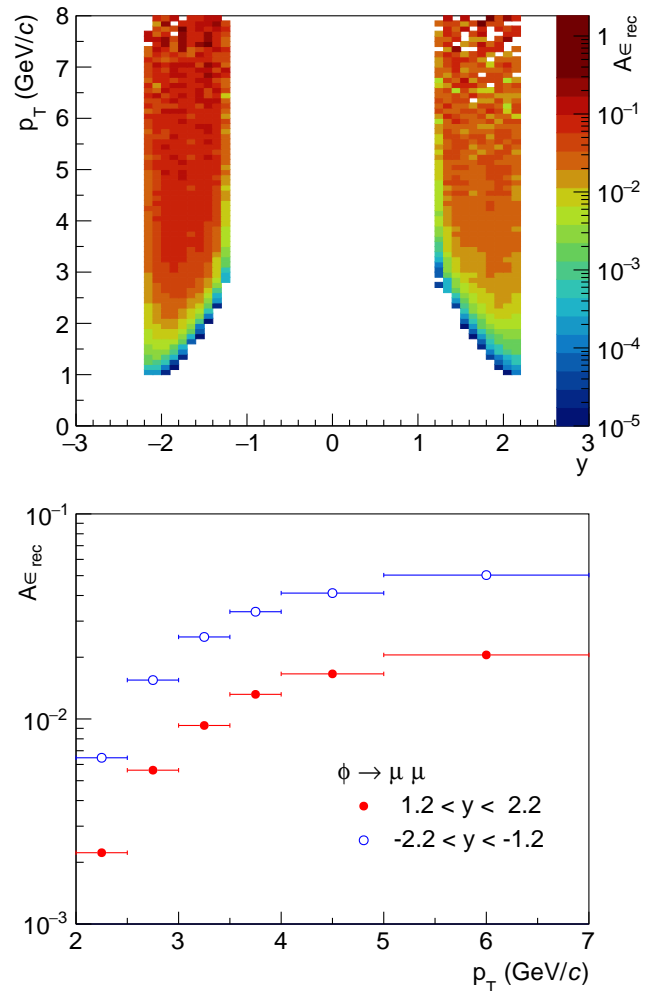 p_T (GeV/c)
8
7
6
5
4
3
2
1
0
−3 −2 −1 0 1 2 3
y
Aϵ_rec
1
10^−1
10^−2
10^−3
10^−4
10^−5
Aϵ_rec
10^−1
10^−2
10^−3
ϕ → μ μ
1.2 < y < 2.2
-2.2 < y < -1.2
2 3 4 5 6 7
p_T (GeV/c)